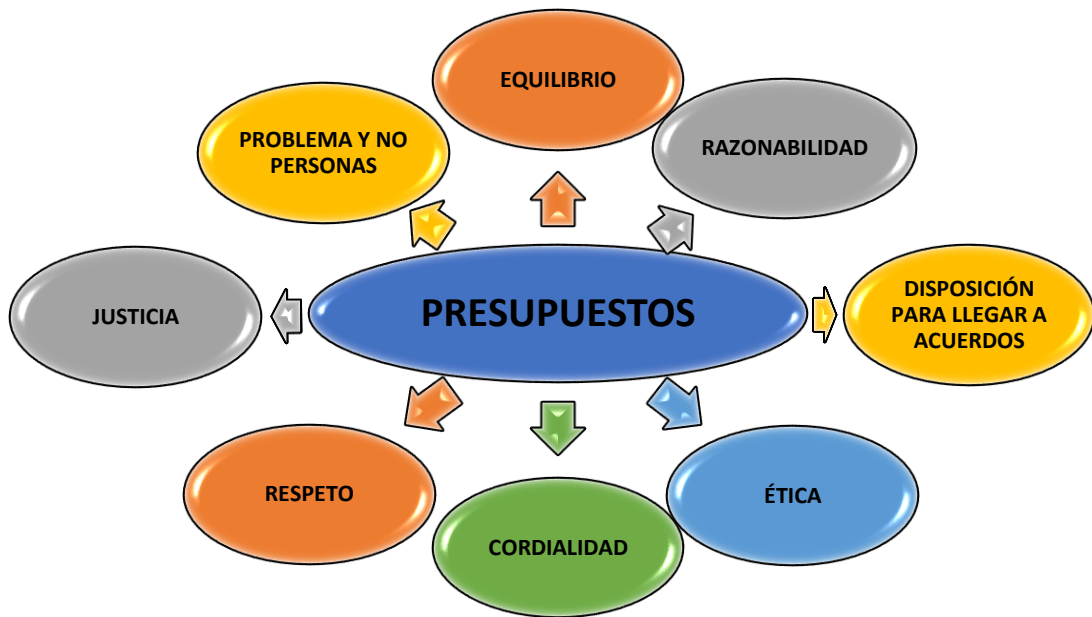 EQUILIBRIO
PROBLEMA Y NO
PERSONAS
RAZONABILIDAD
JUSTICIA
PRESUPUESTOS
DISPOSICIÓN
PARA LLEGAR A
ACUERDOS
RESPETO
CORDIALIDAD
ÉTICA